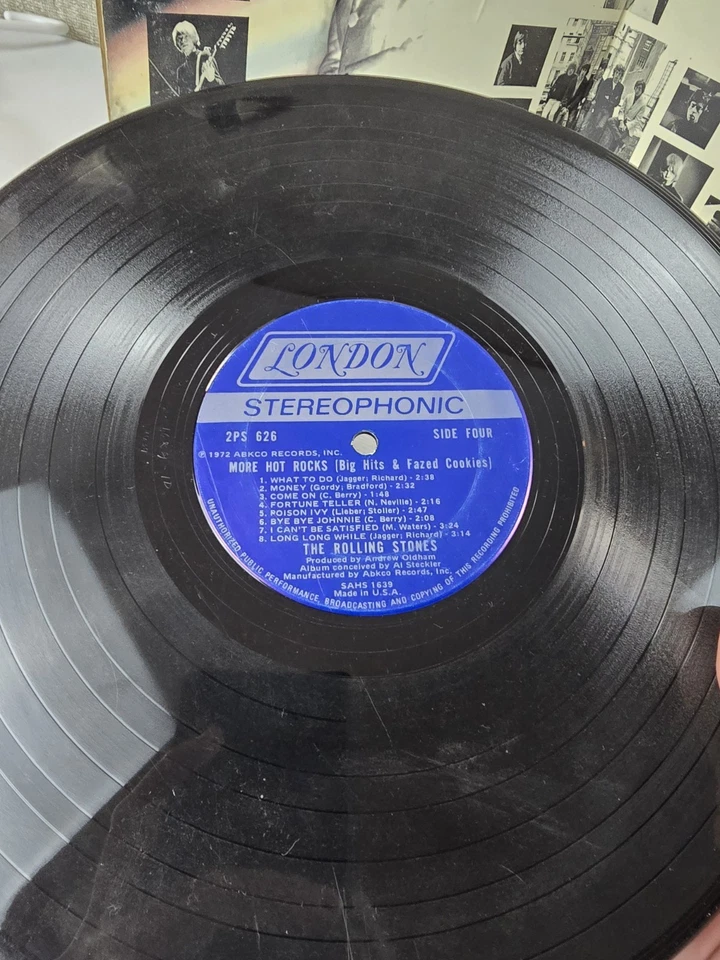 LONDON
STEREOPHONIC
2PS 626 SIDE FOUR
℗ 1972 ABKCO RECORDS, INC.
MORE HOT ROCKS (Big Hits & Fazed Cookies)
1. WHAT TO DO (Jagger; Richard) - 2:38
2. MONEY (Gordy; Bradford) - 2:32
3. COME ON (C. Berry) - 1:48
4. FORTUNE TELLER (N. Neville) - 2:16
5. POISON IVY (Lieber; Stoller) - 2:47
6. BYE BYE JOHNNIE (C. Berry) - 2:08
7. I CAN'T BE SATISFIED (M. Waters) - 3:24
8. LONG LONG WHILE (Jagger; Richard) - 3:14
THE ROLLING STONES
Produced by Andrew Oldham
Album conceived by Al Steckler
Manufactured by Abkco Records, Inc.
SAHS 1639
Made in U.S.A.
UNAUTHORIZED PUBLIC PERFORMANCE, BROADCASTING AND COPYING OF THIS RECORDING PROHIBITED